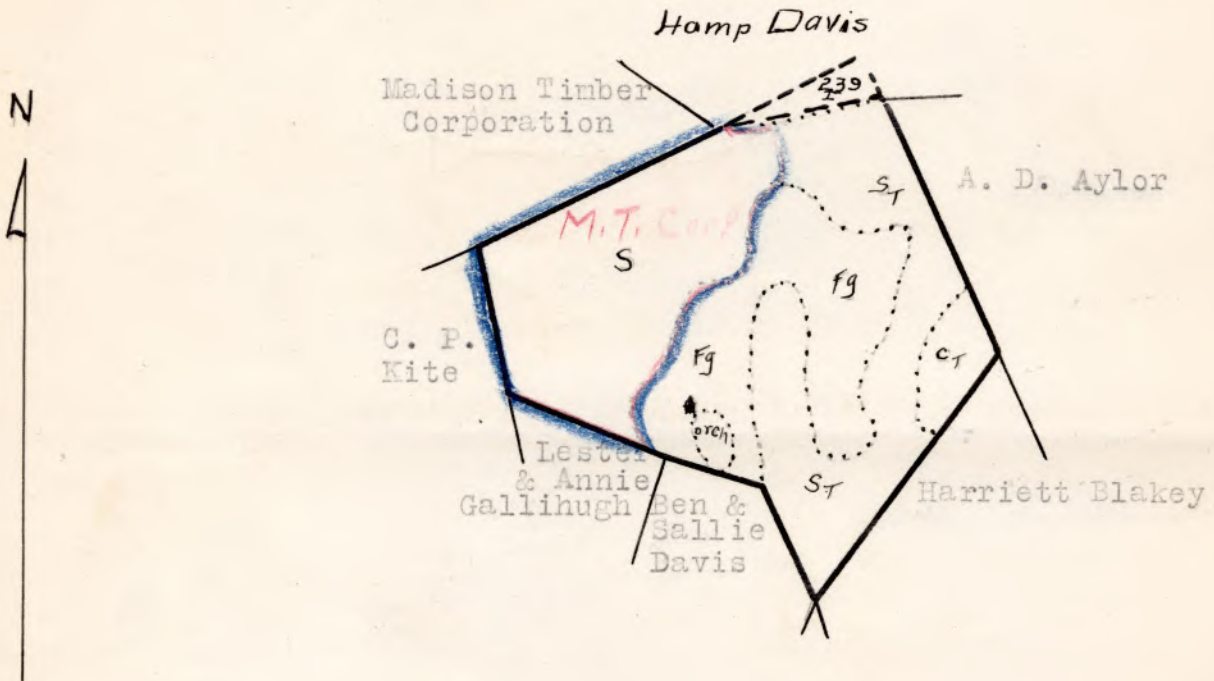 Hamp Davis
N
Madison Timber
Corporation
239
I
A. D. Aylor
ST
M.T. Corp
S
Fg
C. P.
Kite
Fg
CT
orch
Lester
& Annie
Gallihugh
Ben &
Sallie
Davis
ST
Harriett Blakey